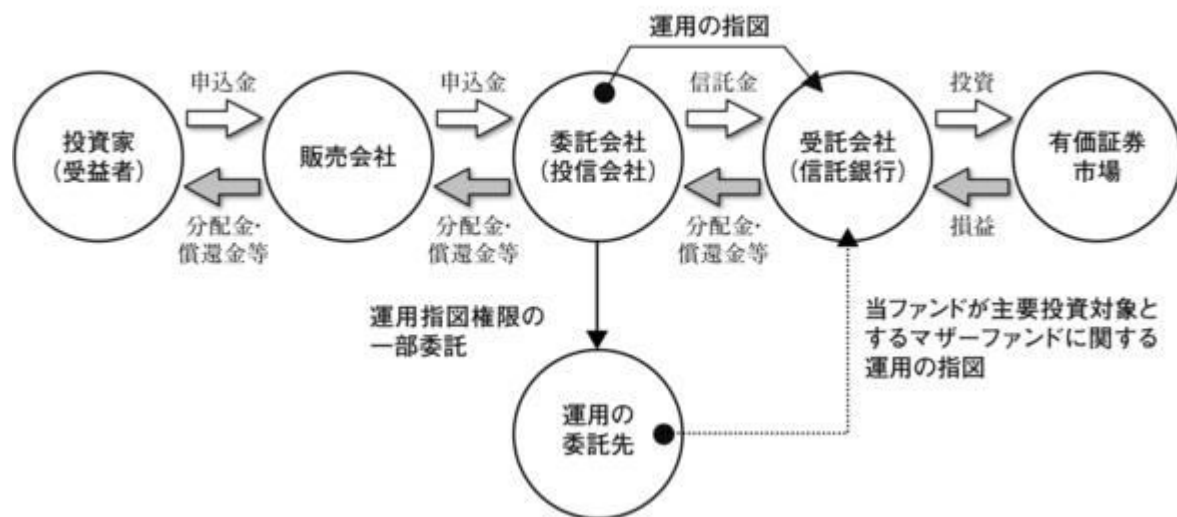 運用の指図
申込金
申込金
信託金
投資
投資家
(受益者)
販売会社
委託会社
(投信会社)
受託会社
(信託銀行)
有価証券
市場
分配金・
償還金等
分配金・
償還金等
分配金・
償還金等
損益
運用指図権限の
一部委託
当ファンドが主要投資対象と
するマザーファンドに関する
運用の指図
運用の
委託先